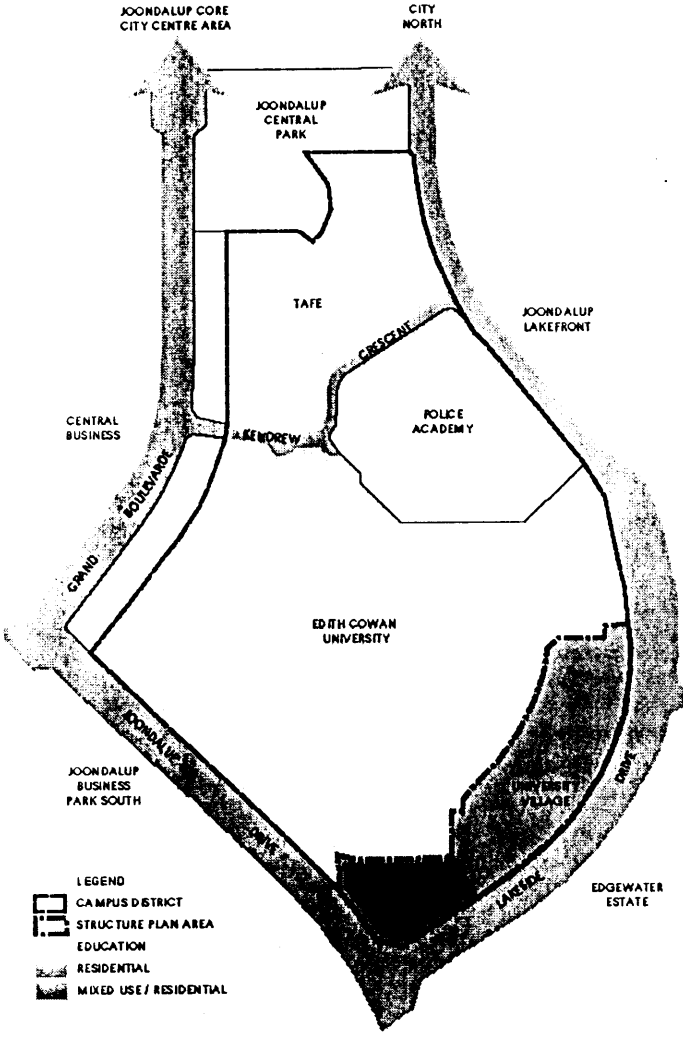 JOONDALUP CORE
CITY CENTRE AREA
CITY
NORTH
JOONDALUP
CENTRAL
PARK
TAFE
JOONDALUP
LAKEFRONT
CRESCENT
POLICE
ACADEMY
CENTRAL
BUSINESS
KENDREW
BOULEVARDE
GRAND
EDITH COWAN
UNIVERSITY
JOONDALUP
DRIVE
UNIVERSITY
VILLAGE
DRIVE
LAKESIDE
JOONDALUP
BUSINESS
PARK SOUTH
EDGEWATER
ESTATE
LEGEND
CAMPUS DISTRICT
STRUCTURE PLAN AREA
EDUCATION
RESIDENTIAL
MIXED USE / RESIDENTIAL